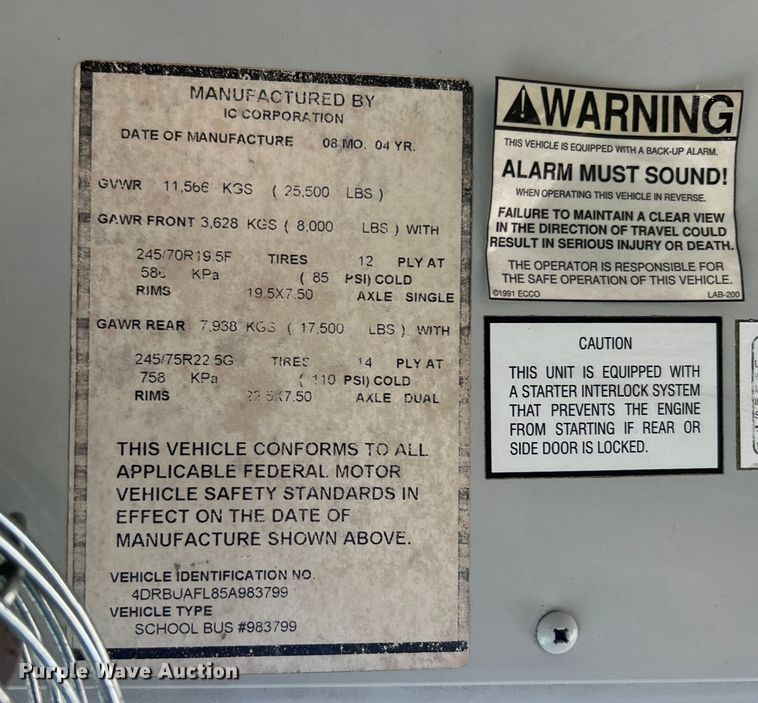 MANUFACTURED BY
IC CORPORATION
DATE OF MANUFACTURE 08 MO. 04 YR.
GVWR 11,566 KGS ( 25,500 LBS )
GAWR FRONT 3,628 KGS ( 8,000 LBS ) WITH
245/70R19.5F TIRES 12 PLY AT
KPa ( 85 PSI) COLD
RIMS 19.5X7.50 AXLE SINGLE
GAWR REAR 7,938 KGS ( 17,500 LBS ) WITH
245/75R22.5G TIRES 14 PLY AT
758 KPa ( 110 PSI) COLD
RIMS 22.5X7.50 AXLE DUAL
THIS VEHICLE CONFORMS TO ALL
APPLICABLE FEDERAL MOTOR
VEHICLE SAFETY STANDARDS IN
EFFECT ON THE DATE OF
MANUFACTURE SHOWN ABOVE.
VEHICLE IDENTIFICATION NO.
4DRBUAFL85A983799
VEHICLE TYPE
SCHOOL BUS #983799
WARNING
THIS VEHICLE IS EQUIPPED WITH A BACK-UP ALARM.
ALARM MUST SOUND!
WHEN OPERATING THIS VEHICLE IN REVERSE.
FAILURE TO MAINTAIN A CLEAR VIEW
IN THE DIRECTION OF TRAVEL COULD
RESULT IN SERIOUS INJURY OR DEATH.
THE OPERATOR IS RESPONSIBLE FOR
THE SAFE OPERATION OF THIS VEHICLE.
©1991 ECCO LAB-200
CAUTION
THIS UNIT IS EQUIPPED WITH
A STARTER INTERLOCK SYSTEM
THAT PREVENTS THE ENGINE
FROM STARTING IF REAR OR
SIDE DOOR IS LOCKED.
Purple Wave Auction